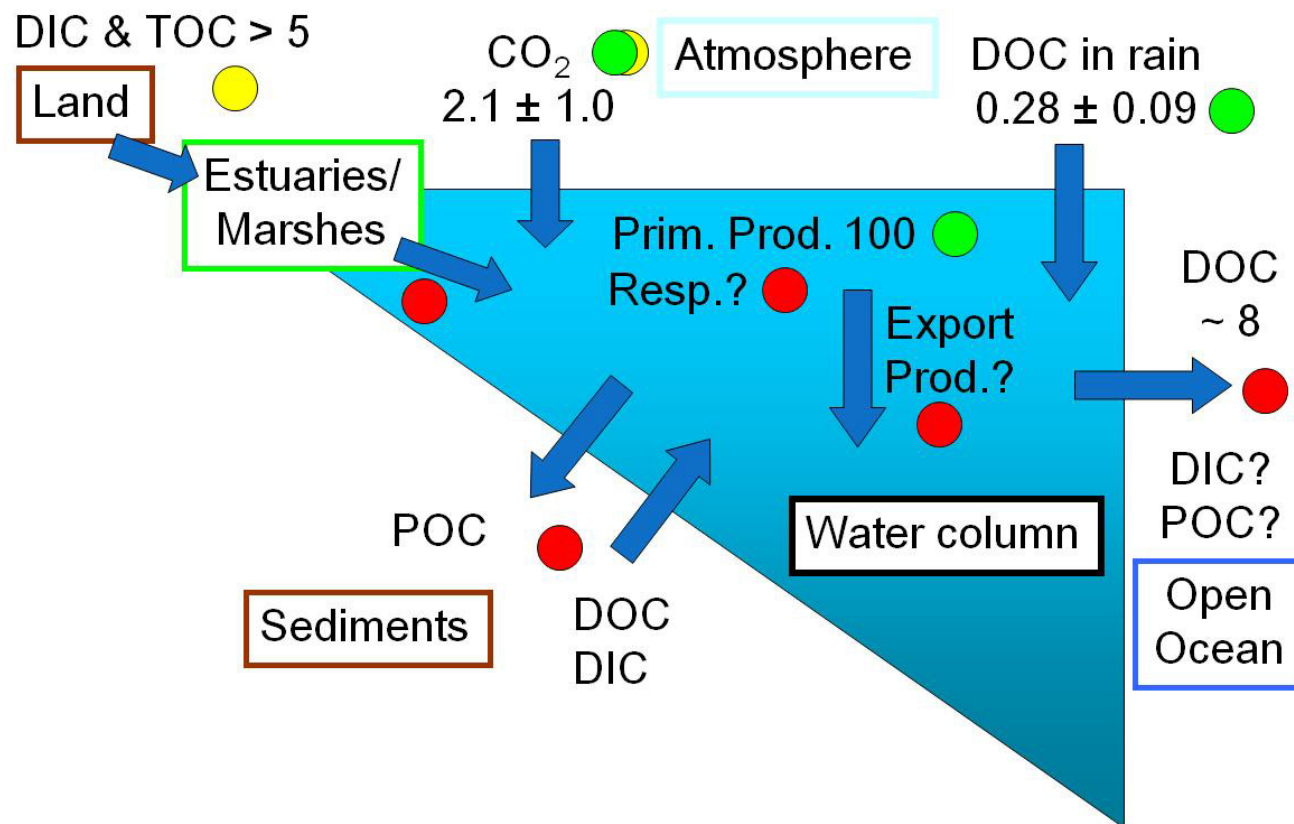 DIC & TOC > 5
Land
Estuaries/
Marshes
CO₂
2.1 ± 1.0
Atmosphere
DOC in rain
0.28 ± 0.09
Prim. Prod. 100
Resp.?
Export
Prod.?
DOC
~ 8
DIC?
POC?
Open
Ocean
Water column
POC
Sediments
DOC
DIC